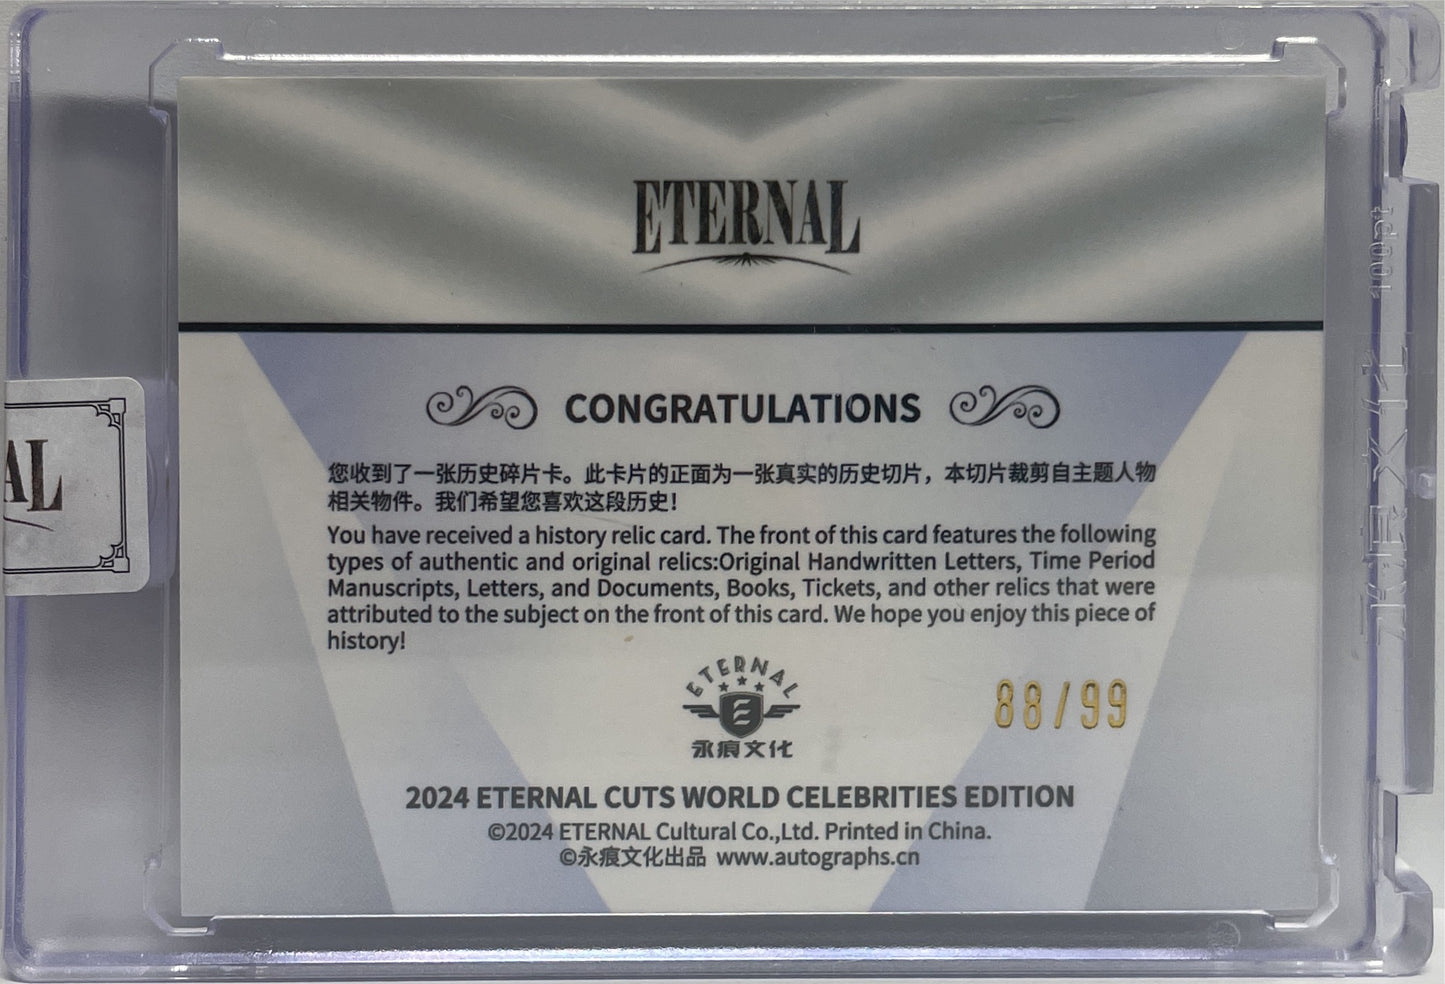 ETERNAL
CONGRATULATIONS
您收到了一张历史碎片卡。此卡片的正面为一张真实的历史切片，本切片裁剪自主题人物
相关物件。我们希望您喜欢这段历史!
You have received a history relic card. The front of this card features the following
types of authentic and original relics:Original Handwritten Letters, Time Period
Manuscripts, Letters, and Documents, Books, Tickets, and other relics that were
attributed to the subject on the front of this card. We hope you enjoy this piece of
history!
ETERNAL
永痕文化
88/99
2024 ETERNAL CUTS WORLD CELEBRITIES EDITION
©2024 ETERNAL Cultural Co.,Ltd. Printed in China.
©永痕文化出品 www.autographs.cn
AL
100pt
永痕文化